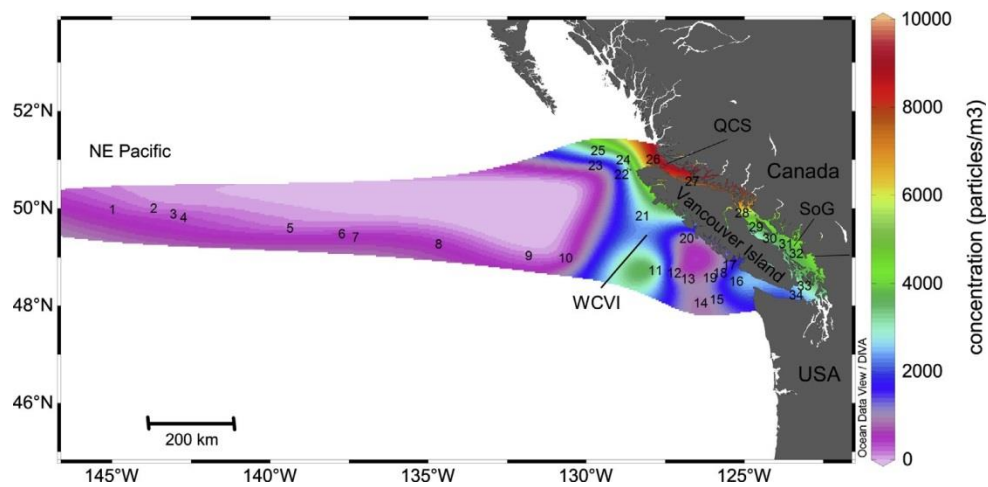 NE Pacific
QCS
Canada
SoG
Vancouver Island
WCVI
USA
200 km
52°N
50°N
48°N
46°N
145°W
140°W
135°W
130°W
125°W
1
2
3
4
5
6
7
8
9
10
11
12
13
14
15
16
17
18
19
20
21
22
23
24
25
26
27
28
29
30
31
32
33
34
Ocean Data View / DIVA
10000
8000
6000
4000
2000
0
concentration (particles/m3)